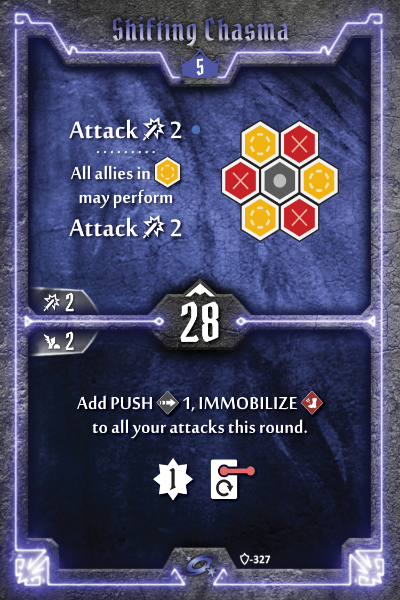 Shifting Chasma
5
Attack 2
All allies in
may perform
Attack 2
2
28
2
Add PUSH 1, IMMOBILIZE
to all your attacks this round.
1
-327